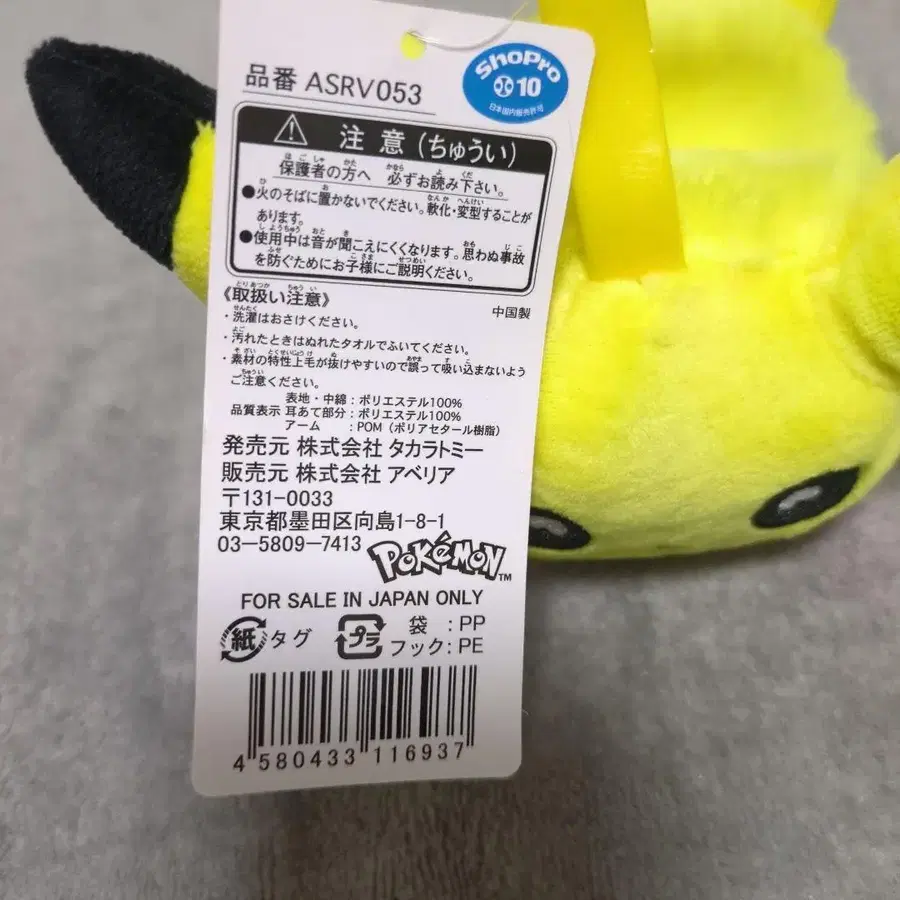 品番 ASRV053
ShoPro
10
日本国内販売許可
注意(ちゅうい)
保護者の方へ 必ずお読み下さい。
●火のそばに置かないでください。軟化・変型することが
あります。
●使用中は音が聞こえにくくなります。思わぬ事故
を防ぐためにお子様にご説明ください。
《取扱い注意》
中国製
・洗濯はおさけください。
・汚れたときはぬれたタオルでふいてください。
・素材の特性上毛が抜けやすいので誤って吸い込まないよう
ご注意ください。
表地・中綿：ポリエステル100%
品質表示 耳あて部分：ポリエステル100%
アーム ：POM（ポリアセタール樹脂）
発売元 株式会社 タカラトミー
販売元 株式会社 アベリア
〒131-0033
東京都墨田区向島1-8-1
03-5809-7413
POKéMON™
FOR SALE IN JAPAN ONLY
紙 タグ
プラ
袋 : PP
フック: PE
4 580433 116937